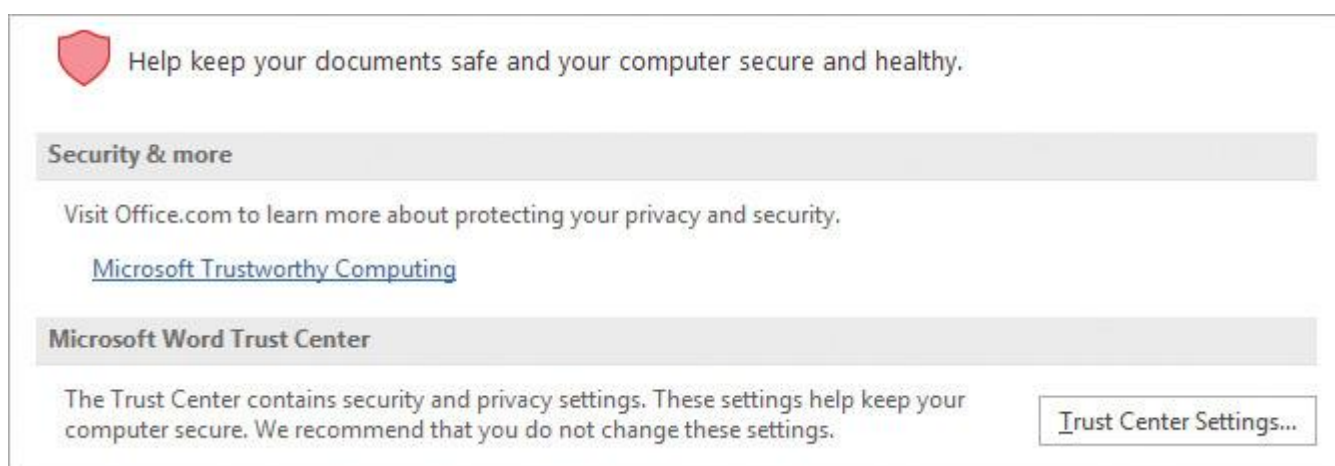 Help keep your documents safe and your computer secure and healthy.
Security & more
Visit Office.com to learn more about protecting your privacy and security.
Microsoft Trustworthy Computing
Microsoft Word Trust Center
The Trust Center contains security and privacy settings. These settings help keep your
computer secure. We recommend that you do not change these settings.
Trust Center Settings...